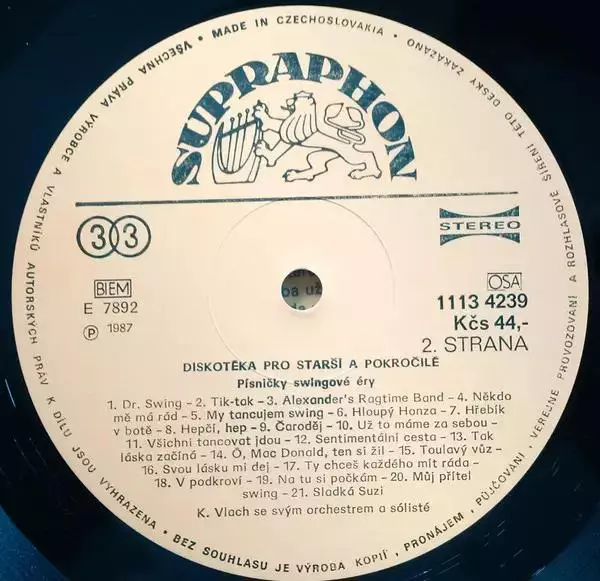 MADE IN CZECHOSLOVAKIA · ZAKÁZÁNO
DESKY TÉTO ŠÍŘENÍ ROZHLASOVÉ A PROVOZOVÁNÍ VEŘEJNÉ PŮJČOVÁNÍ, PRONÁJEM,
VŠECHNA PRÁVA VÝROBCE A VLASTNÍKŮ AUTORSKÝCH PRÁV K DÍLU JSOU VYHRAZENA • BEZ SOUHLASU JE VÝROBA KOPIÍ,
SUPRAPHON
33
STEREO
BIEM
OSA
E 7892
1113 4239
℗ 1987
Kčs 44,-
2. STRANA
DISKOTÉKA PRO STARŠÍ A POKROČILÉ
Písničky swingové éry
1. Dr. Swing - 2. Tik-tak - 3. Alexander's Ragtime Band - 4. Někdo
mě má rád - 5. My tancujem swing - 6. Hloupý Honza - 7. Hřebík
v botě - 8. Hepčí, hep - 9. Čaroděj - 10. Už to máme za sebou -
11. Všichni tancovat jdou - 12. Sentimentální cesta - 13. Tak
láska začíná - 14. Ó, Mac Donald, ten si žil - 15. Toulavý vůz -
16. Svou lásku mi dej - 17. Ty chceš každého mít ráda -
18. V podkroví - 19. Na tu si počkám - 20. Můj přítel
swing - 21. Sladká Suzi
K. Vlach se svým orchestrem a sólisté